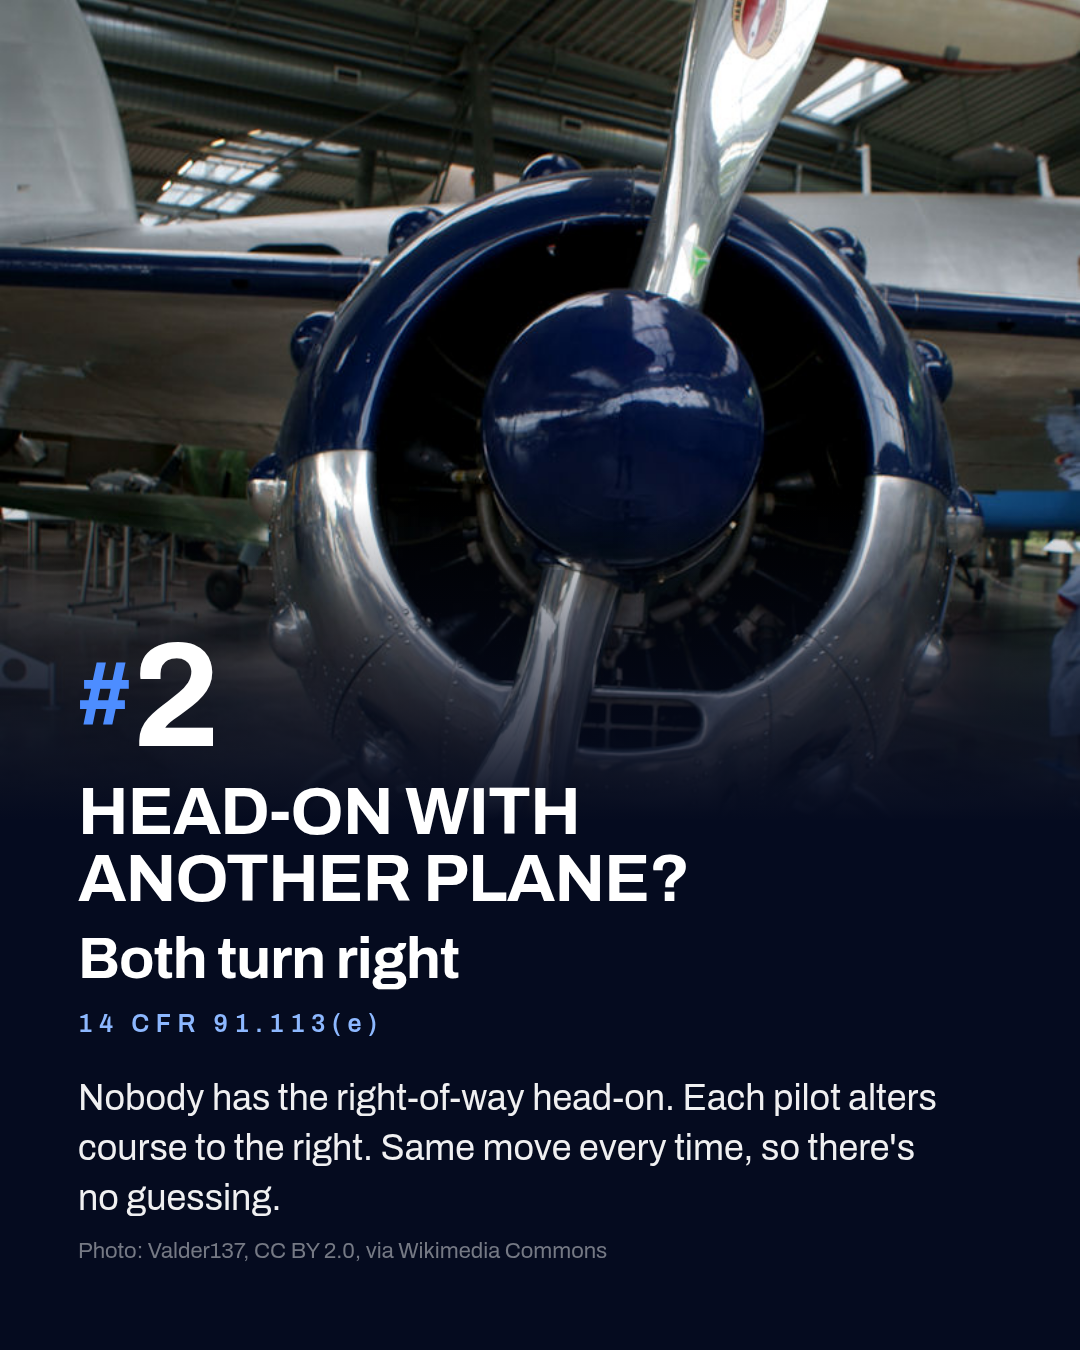 #2
HEAD-ON WITH
ANOTHER PLANE?
Both turn right
14 CFR 91.113(e)
Nobody has the right-of-way head-on. Each pilot alters
course to the right. Same move every time, so there's
no guessing.
Photo: Valder137, CC BY 2.0, via Wikimedia Commons